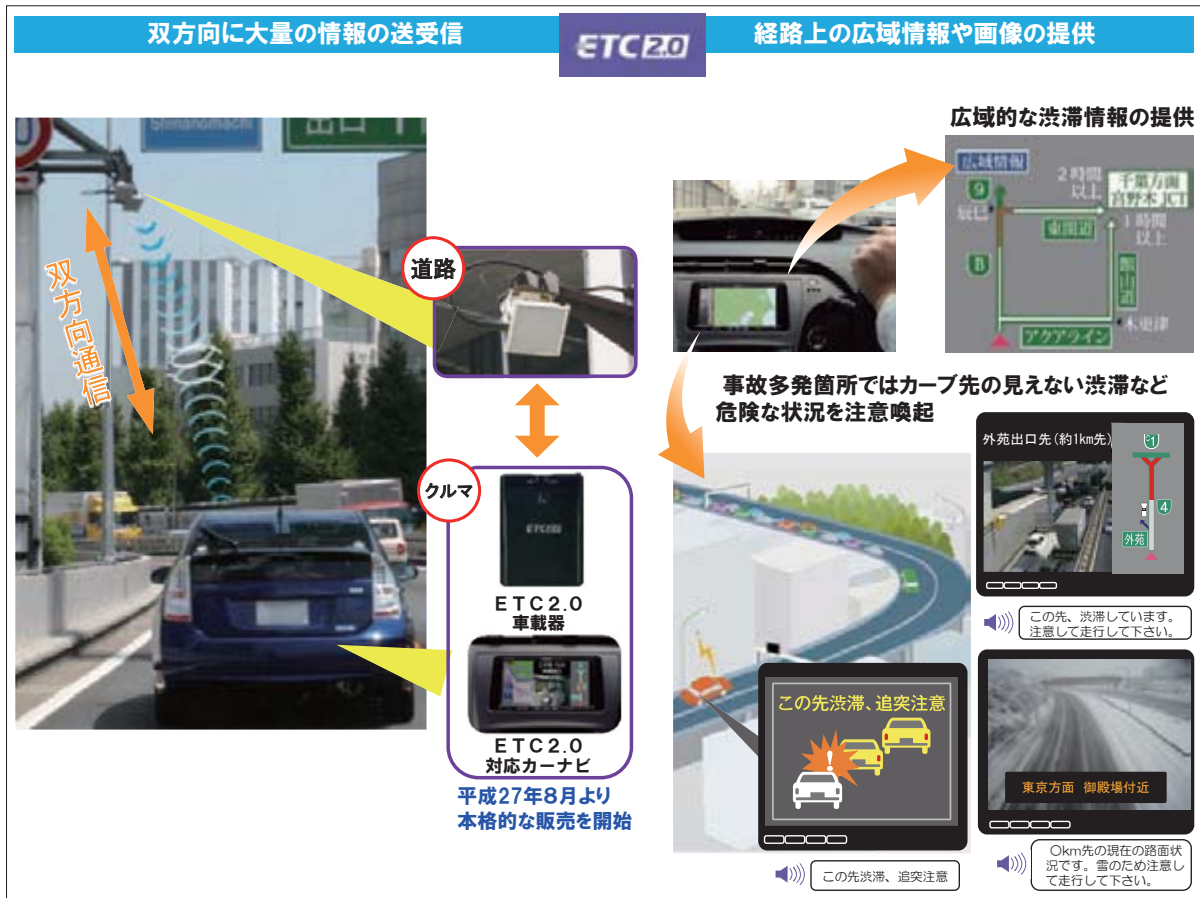 双方向に大量の情報の送受信
ETC2.0
経路上の広域情報や画像の提供
Shinanomachi
出口
双方向通信
道路
クルマ
ETC2.0
ETC2.0
車載器
ETC2.0
対応カーナビ
平成27年8月より
本格的な販売を開始
広域的な渋滞情報の提供
広域情報
2時間
以上
千葉方面
宮野木JCT
9
辰巳
東関道
1時間
以上
B
館山道
木更津
アクアライン
事故多発箇所ではカーブ先の見えない渋滞など
危険な状況を注意喚起
外苑出口先(約1km先)
C1
4
外苑
この先、渋滞しています。
注意して走行して下さい。
この先渋滞、追突注意
!
この先渋滞、追突注意
東京方面 御殿場付近
○km先の現在の路面状
況です。雪のため注意し
て走行して下さい。